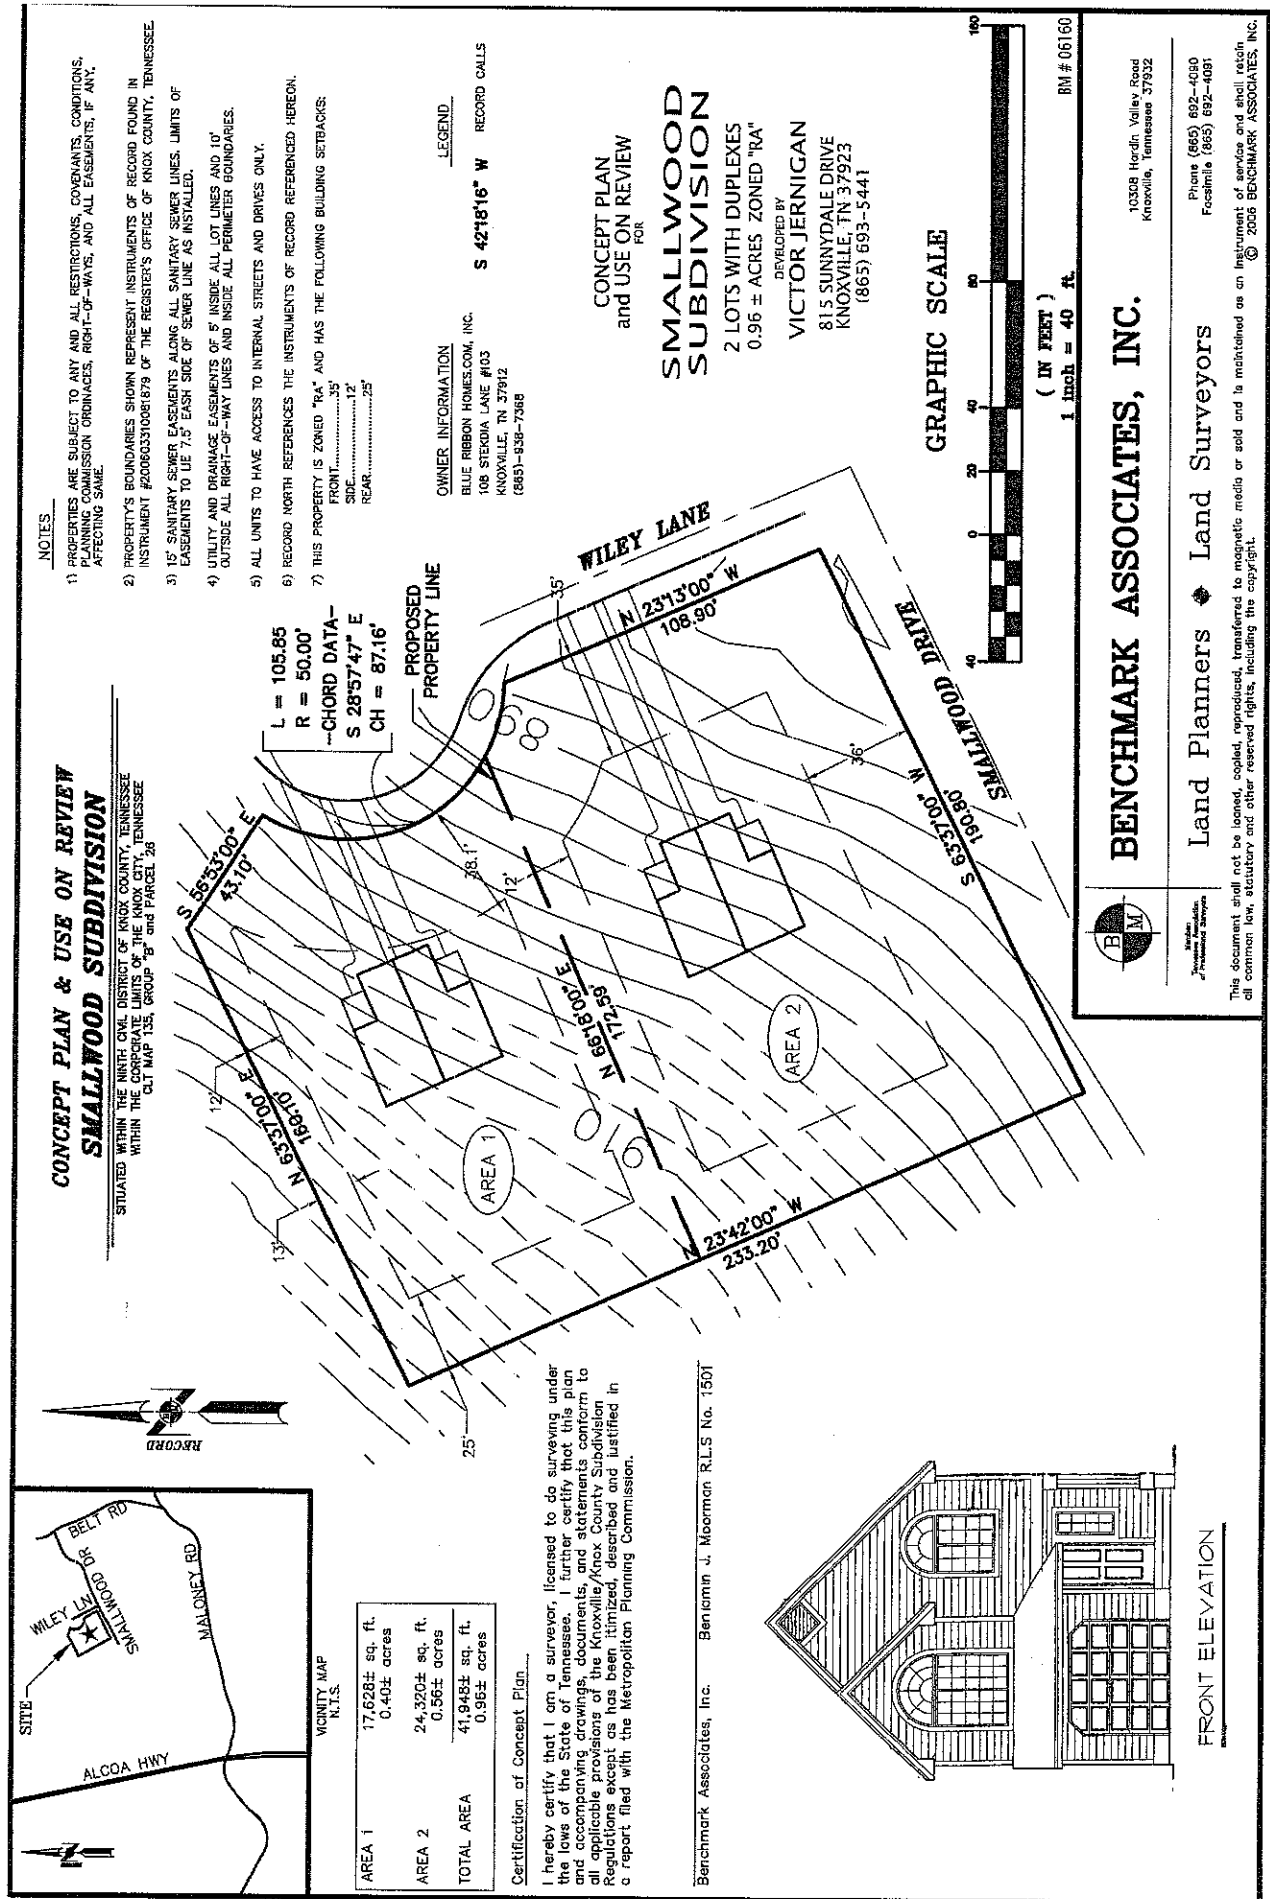 SITE
WILEY LN
SMALLWOOD DR
BELT RD
MALONEY RD
ALCOA HWY
VICINITY MAP
N.T.S.
RECORD
CONCEPT PLAN & USE ON REVIEW
SMALLWOOD SUBDIVISION
SITUATED WITHIN THE NINTH CIVIL DISTRICT OF KNOX COUNTY, TENNESSEE
WITHIN THE CORPORATE LIMITS OF THE KNOX CITY, TENNESSEE
CLT MAP 135, GROUP "B" and PARCEL 26
NOTES
1) PROPERTIES ARE SUBJECT TO ANY AND ALL RESTRICTIONS, COVENANTS, CONDITIONS,
PLANNING COMMISSION ORDINACES, RIGHT-OF-WAYS, AND ALL EASEMENTS, IF ANY,
AFFECTING SAME.
2) PROPERTY'S BOUNDARIES SHOWN REPRESENT INSTRUMENTS OF RECORD FOUND IN
INSTRUMENT #200603310081879 OF THE REGISTER'S OFFICE OF KNOX COUNTY, TENNESSEE.
3) 15' SANITARY SEWER EASEMENTS ALONG ALL SANITARY SEWER LINES. LIMITS OF
EASEMENTS TO LIE 7.5' EASH SIDE OF SEWER LINE AS INSTALLED.
4) UTILITY AND DRAINAGE EASEMENTS OF 5' INSIDE ALL LOT LINES AND 10'
OUTSIDE ALL RIGHT-OF-WAY LINES AND INSIDE ALL PERIMETER BOUNDARIES.
5) ALL UNITS TO HAVE ACCESS TO INTERNAL STREETS AND DRIVES ONLY.
6) RECORD NORTH REFERENCES THE INSTRUMENTS OF RECORD REFERENCED HEREON.
7) THIS PROPERTY IS ZONED "RA" AND HAS THE FOLLOWING BUILDING SETBACKS:
FRONT..............35'
SIDE................12'
REAR...............25'
OWNER INFORMATION
BLUE RIBBON HOMES.COM, INC.
108 STEKOIA LANE #103
KNOXVILLE, TN 37912
(865)-938-7368
LEGEND
S 42°18'16" W RECORD CALLS
AREA 1 17,628± sq. ft.
0.40± acres
AREA 2 24,320± sq. ft.
0.56± acres
TOTAL AREA 41,948± sq. ft.
0.96± acres
Certification of Concept Plan
I hereby certify that I am a surveyor, licensed to do surveying under
the laws of the State of Tennessee. I further certify that this plan
and accompanying drawings, documents, and statements conform to
all applicable provisions of the Knoxville/Knox County Subdivision
Regulations except as has been itimized, described and justified in
a report filed with the Metropolitan Planning Commission.
Benchmark Associates, Inc. Benjamin J. Moorman R.L.S No. 1501
L = 105.85
R = 50.00'
--CHORD DATA--
S 28°57'47" E
CH = 87.16'
PROPOSED
PROPERTY LINE
S 56°53'00" E
43.10'
12'
N 63°37'00" E
160.10'
13'
25'
AREA 1
38.1'
12'
N 66°18'00" E
172.59'
AREA 2
910
890
N 23°42'00" W
233.20'
WILEY LANE
35'
N 23°13'00" W
108.90'
36'
S 63°37'00" W
190.80'
SMALLWOOD DRIVE
CONCEPT PLAN
and USE ON REVIEW
FOR
SMALLWOOD
SUBDIVISION
2 LOTS WITH DUPLEXES
0.96 ± ACRES ZONED "RA"
DEVELOPED BY
VICTOR JERNIGAN
815 SUNNYDALE DRIVE
KNOXVILLE, TN 37923
(865) 693-5441
GRAPHIC SCALE
40 0 20 40 80 160
( IN FEET )
1 inch = 40 ft.
BM # 06160
FRONT ELEVATION
B M
Member
Tennessee Association
of Professional Surveyors
BENCHMARK ASSOCIATES, INC.
10308 Hardin Valley Road
Knoxville, Tennessee 37932
Land Planners Land Surveyors
Phone (865) 692-4090
Facsimile (865) 692-4091
This document shall not be loaned, copied, reproduced, transferred to magnetic media or sold and is maintained as an instrument of service and shall retain
all common law, statutory and other reserved rights, including the copyright. © 2006 BENCHMARK ASSOCIATES, INC.